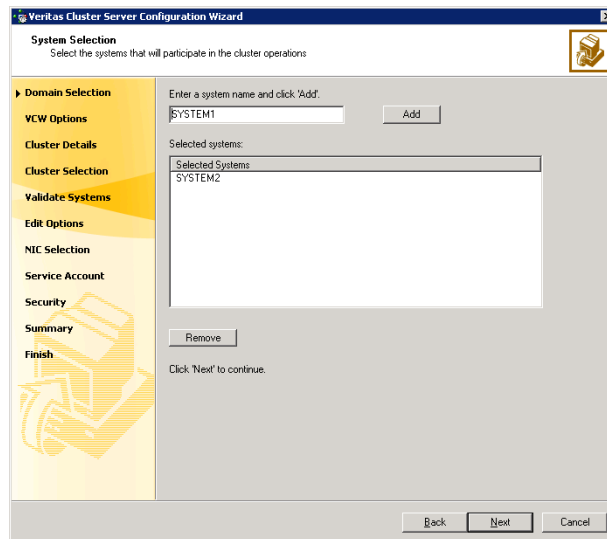 Veritas Cluster Server Configuration Wizard
System Selection
Select the systems that will participate in the cluster operations
Domain Selection
VCW Options
Cluster Details
Cluster Selection
Validate Systems
Edit Options
NIC Selection
Service Account
Security
Summary
Finish
Enter a system name and click 'Add'.
SYSTEM1
Add
Selected systems:
Selected Systems
SYSTEM2
Remove
Click 'Next' to continue.
Back
Next
Cancel